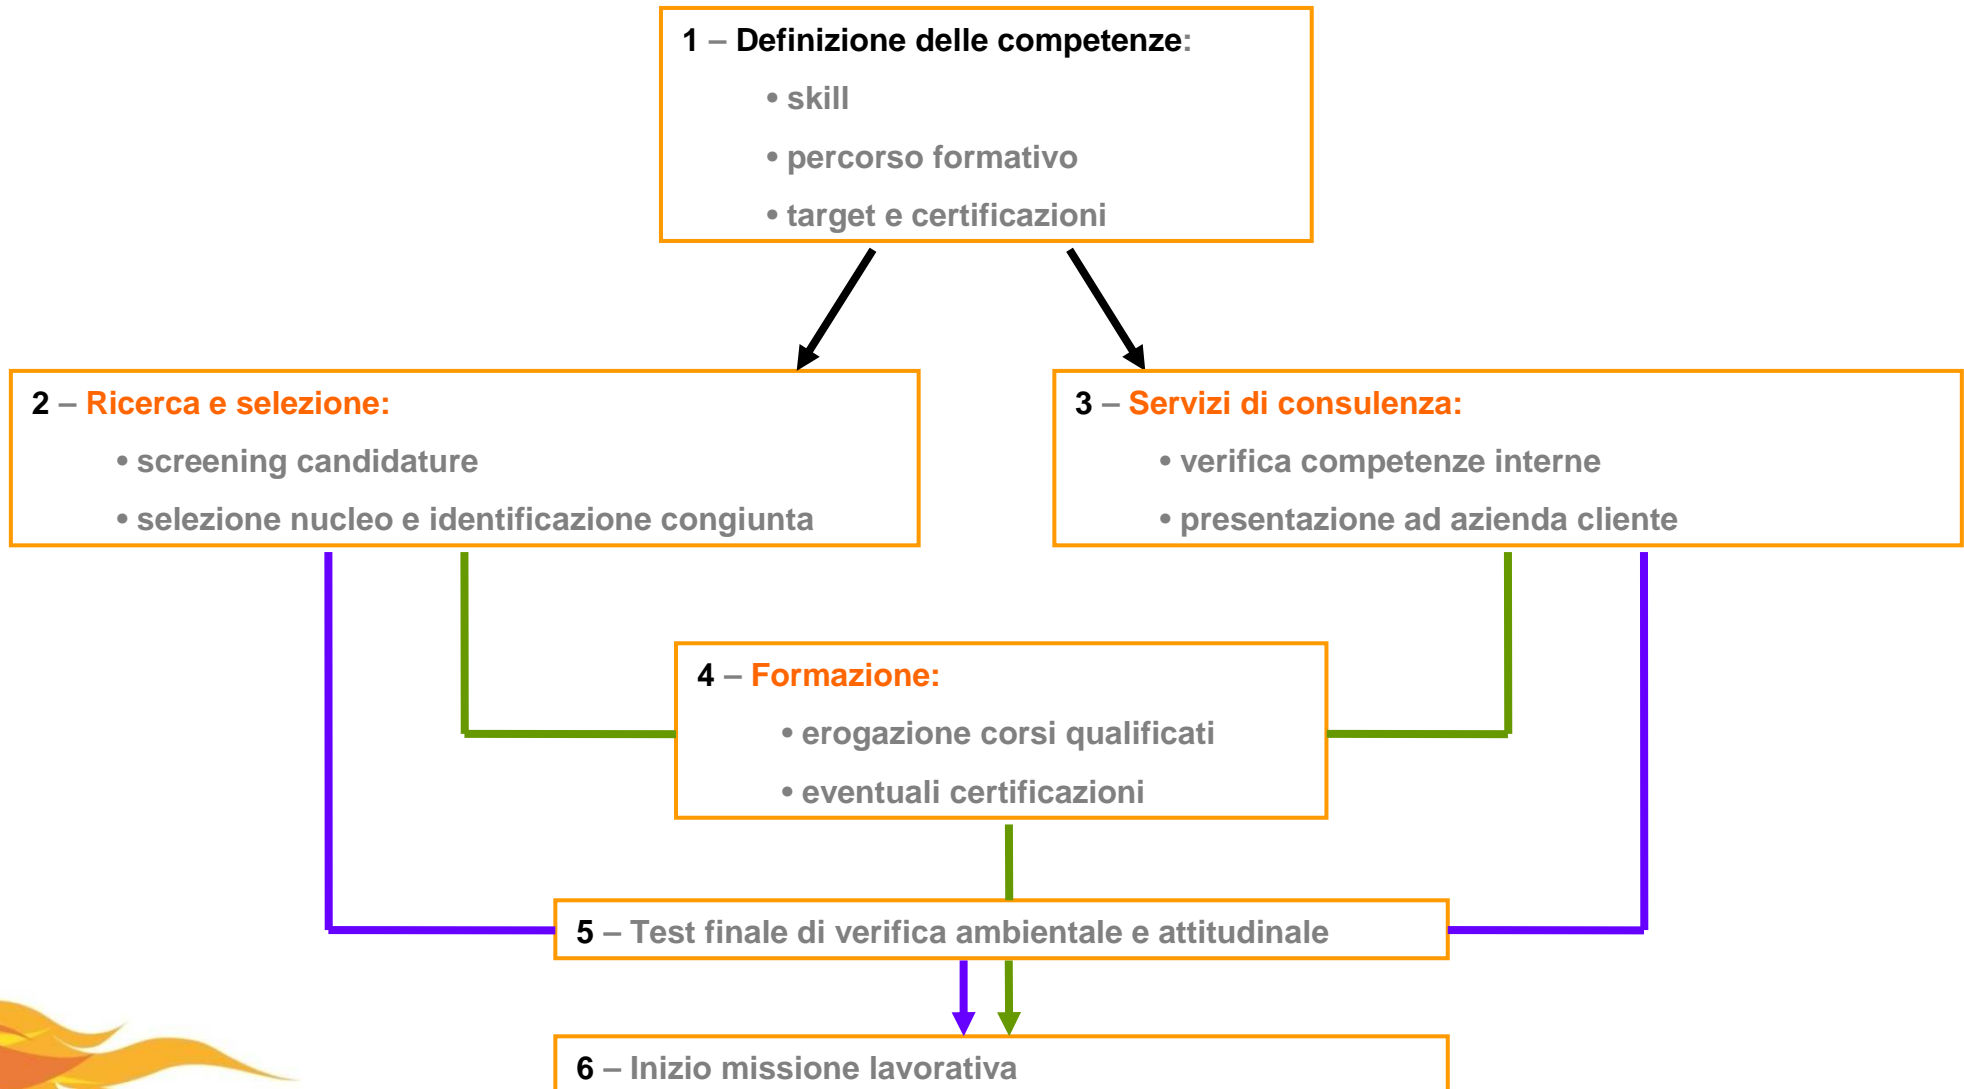 1 – Definizione delle competenze:
• skill
• percorso formativo
• target e certificazioni
2 – Ricerca e selezione:
• screening candidature
• selezione nucleo e identificazione congiunta
3 – Servizi di consulenza:
• verifica competenze interne
• presentazione ad azienda cliente
4 – Formazione:
• erogazione corsi qualificati
• eventuali certificazioni
5 – Test finale di verifica ambientale e attitudinale
6 – Inizio missione lavorativa